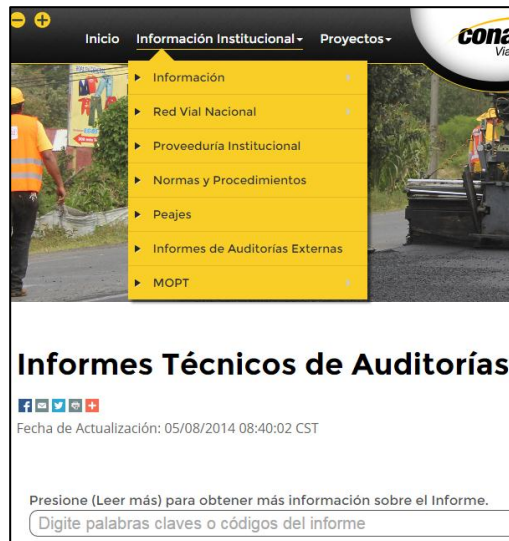 Inicio Información Institucional Proyectos
Información
Red Vial Nacional
Proveeduría Institucional
Normas y Procedimientos
Peajes
Informes de Auditorías Externas
MOPT
Informes Técnicos de Auditorías
Fecha de Actualización: 05/08/2014 08:40:02 CST
Presione (Leer más) para obtener más información sobre el Informe.
Digite palabras claves o códigos del informe